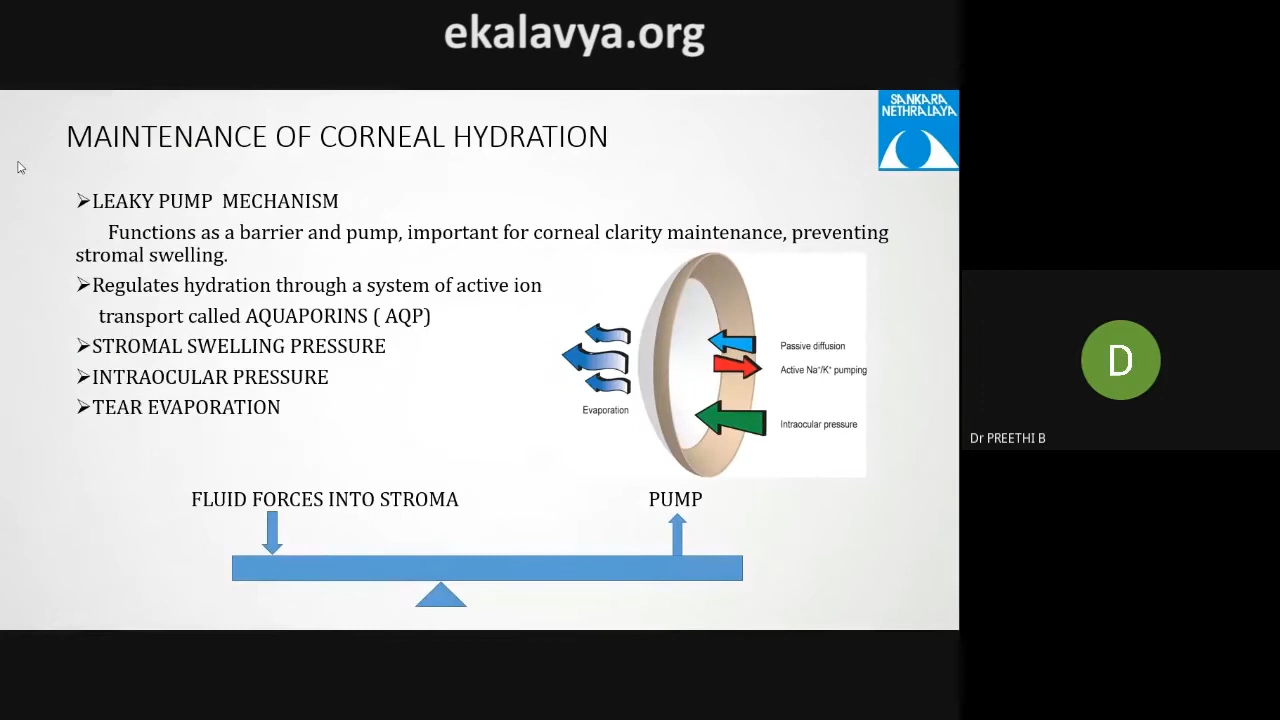 ekalavya.org
SANKARA
NETHRALAYA
MAINTENANCE OF CORNEAL HYDRATION
➢LEAKY PUMP MECHANISM
Functions as a barrier and pump, important for corneal clarity maintenance, preventing
stromal swelling.
➢Regulates hydration through a system of active ion
transport called AQUAPORINS ( AQP)
➢STROMAL SWELLING PRESSURE
➢INTRAOCULAR PRESSURE
➢TEAR EVAPORATION
Passive diffusion
Active Na⁺/K⁺ pumping
Evaporation
Intraocular pressure
FLUID FORCES INTO STROMA
PUMP
D
Dr PREETHI B